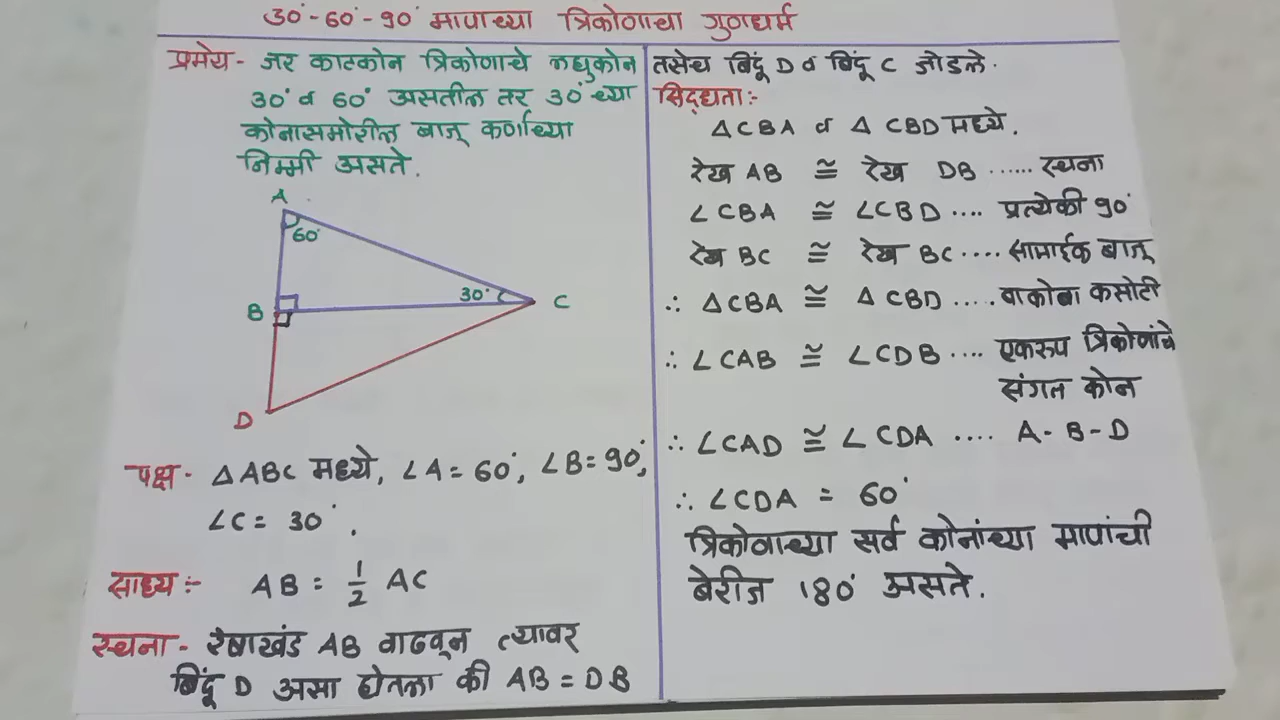 30°-60°-90° मापाच्या त्रिकोणाचा गुणधर्म
प्रमेय- जर काटकोन त्रिकोणाचे लघुकोन
30° व 60° असतील तर 30° च्या
कोनासमोरील बाजू कर्णाच्या
निम्मी असते.
A
60°
B
30°
C
D
पक्ष- △ABC मध्ये, ∠A = 60°, ∠B = 90°,
∠C = 30°.
साध्य :- AB = 1/2 AC
रचना- रेषाखंड AB वाढवून त्यावर
बिंदू D असा घेतला की AB = DB
तसेच बिंदू D व बिंदू C जोडले.
सिद्धता :-
△CBA व △CBD मध्ये.
रेख AB ≅ रेख DB ...... रचना
∠CBA ≅ ∠CBD .... प्रत्येकी 90°
रेख BC ≅ रेख BC .... सामाईक बाजू
∴ △CBA ≅ △CBD .... बाकोबा कसोटी
∴ ∠CAB ≅ ∠CDB .... एकरूप त्रिकोणांचे
संगत कोन
∴ ∠CAD ≅ ∠CDA .... A-B-D
∴ ∠CDA = 60°
त्रिकोणाच्या सर्व कोनांच्या मापांची
बेरीज 180° असते.